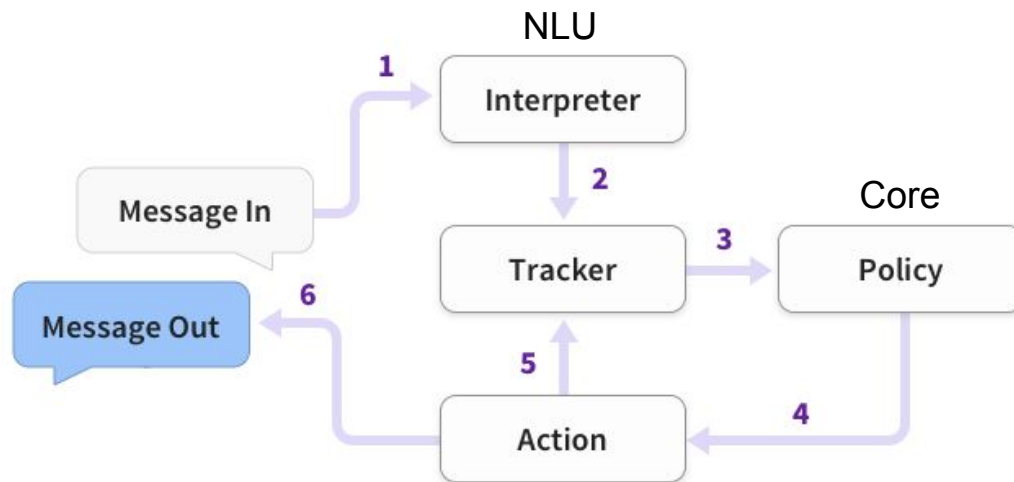 NLU
1
Interpreter
2
Message In
Core
Tracker
3
Policy
6
Message Out
5
4
Action